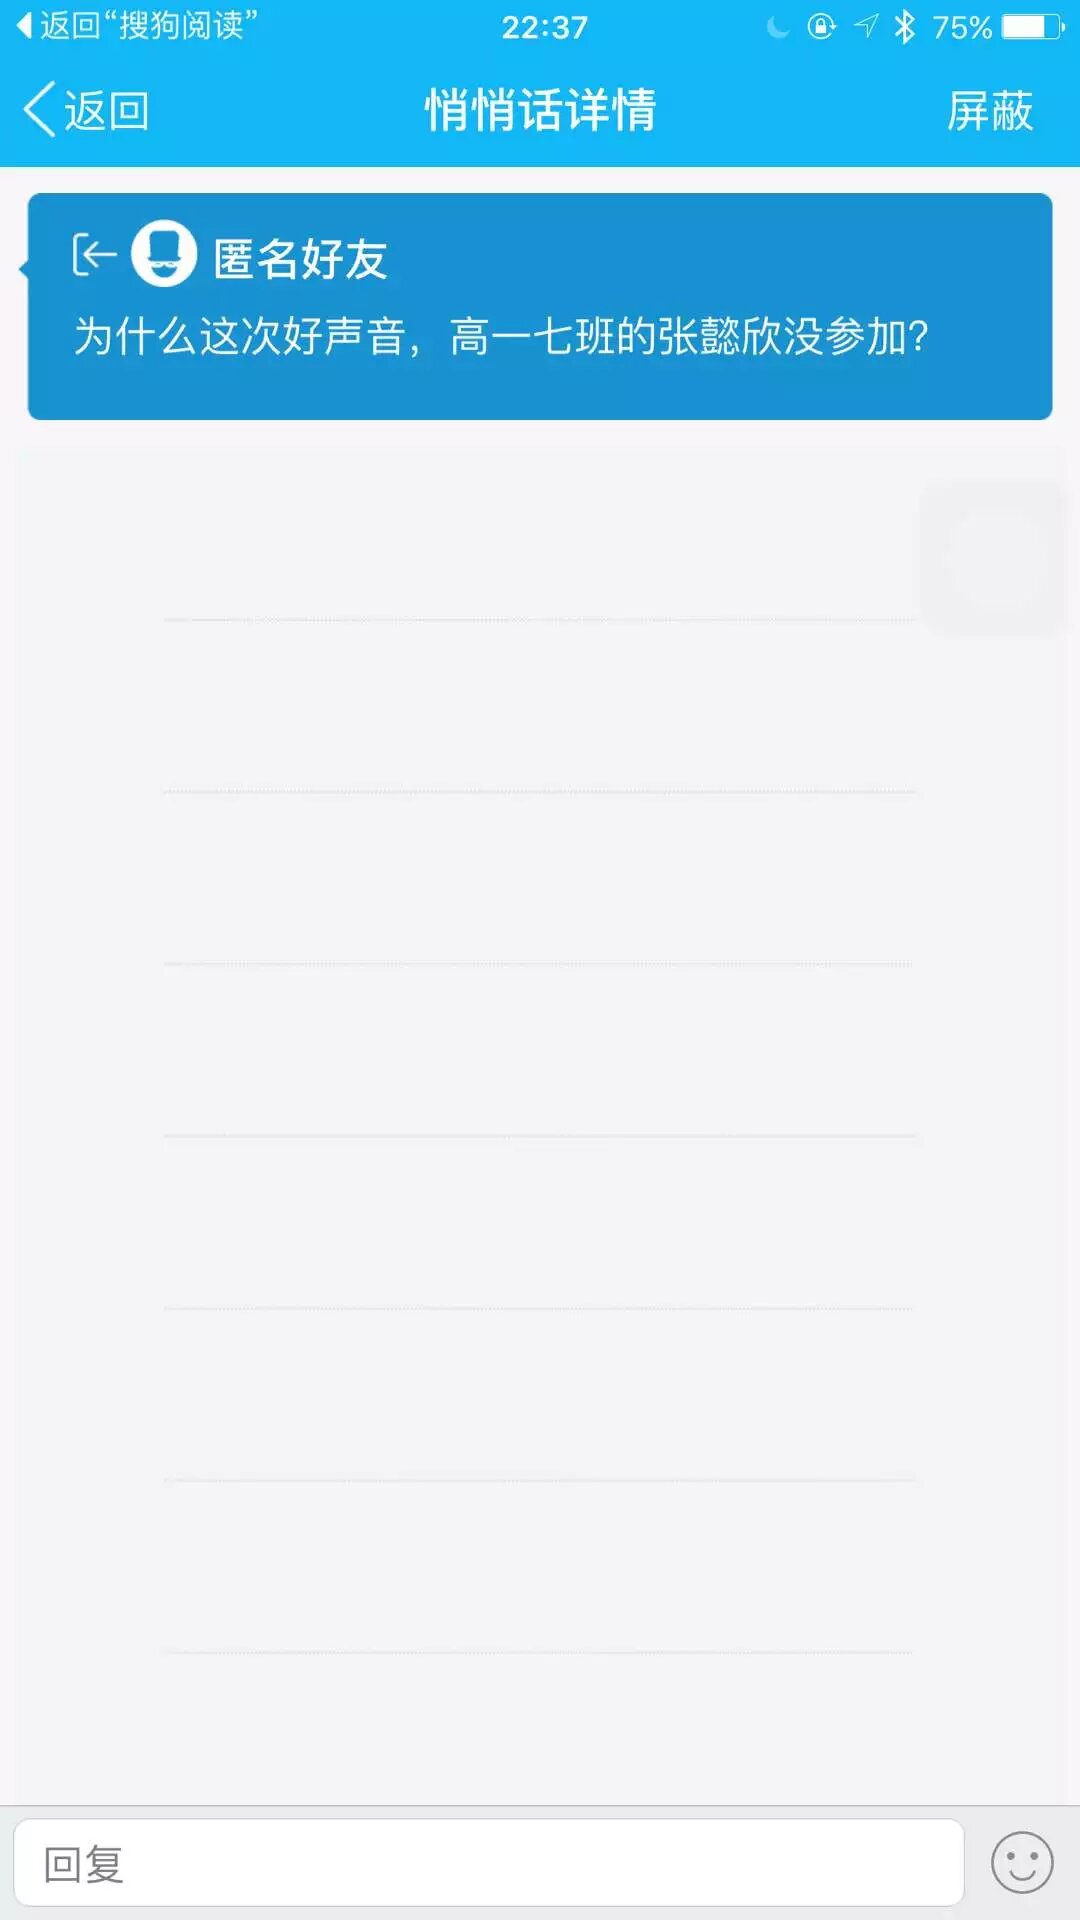 返回“搜狗阅读” 22:37 75%
返回 悄悄话详情 屏蔽
匿名好友
为什么这次好声音，高一七班的张懿欣没参加?
回复